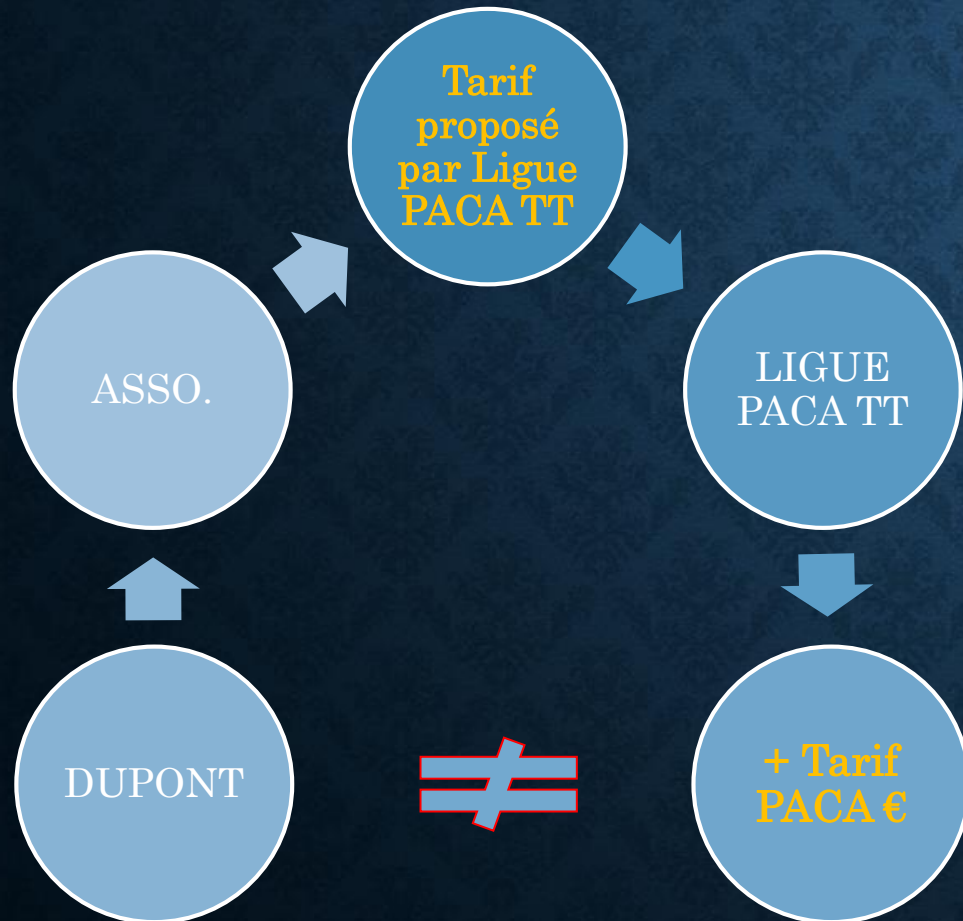 Tarif
proposé
par Ligue
PACA TT
ASSO.
LIGUE
PACA TT
DUPONT
≠
+ Tarif
PACA €